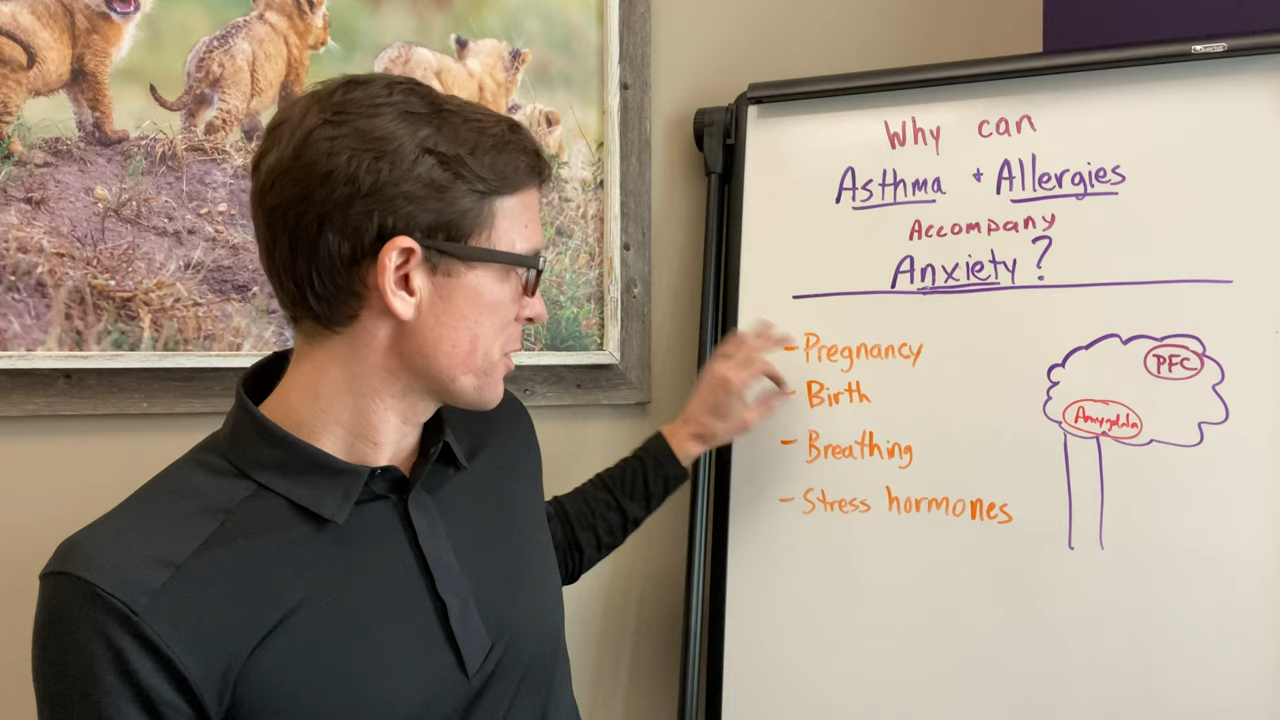 Why can
Asthma + Allergies
Accompany
Anxiety?
- Pregnancy
- Birth
- Breathing
- Stress hormones
PFC
Amygdala